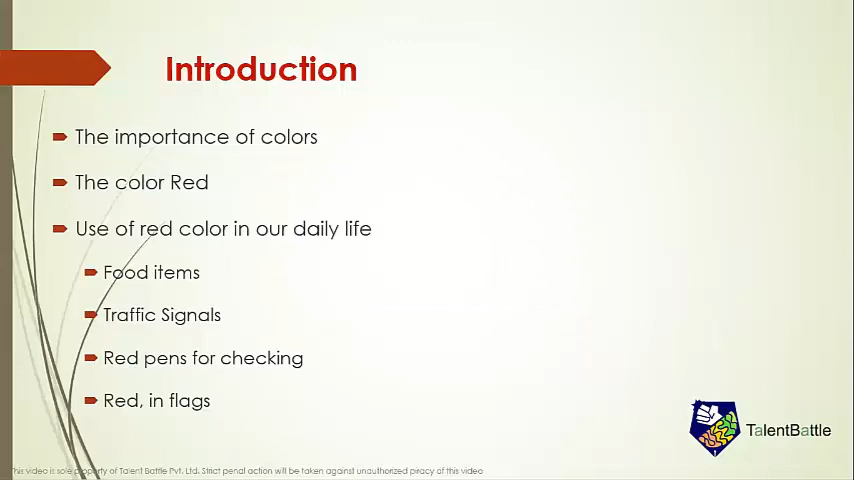 Introduction
The importance of colors
The color Red
Use of red color in our daily life
Food items
Traffic Signals
Red pens for checking
Red, in flags
TalentBattle
This video is sole property of Talent Battle Pvt. Ltd. Strict penal action will be taken against unauthorized piracy of this video